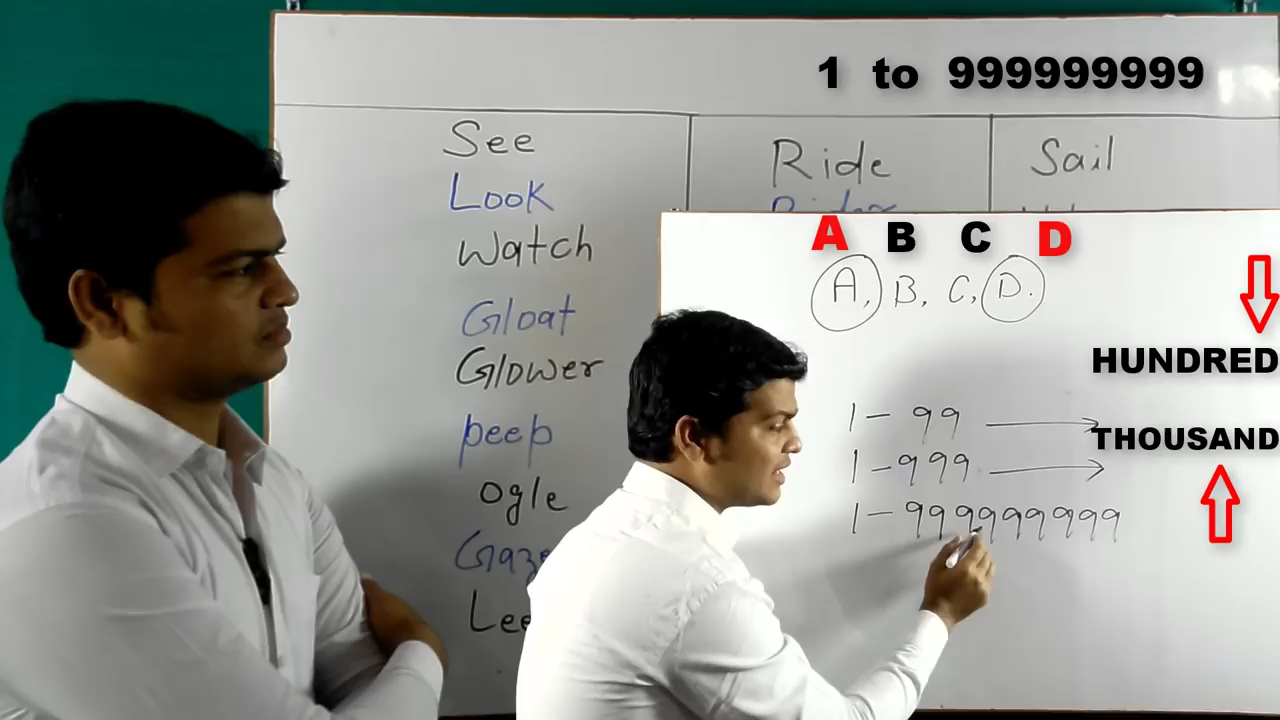 1 to 999999999
See
Look
Watch
Gloat
Glower
peep
Ogle
Ride
Sail
A B C D
A, B, C, D.
HUNDRED
1 - 99
THOUSAND
1 - 999
1 - 999999999